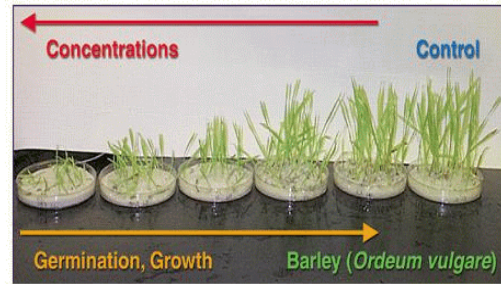 Concentrations
Control
Germination, Growth
Barley (Ordeum vulgare)